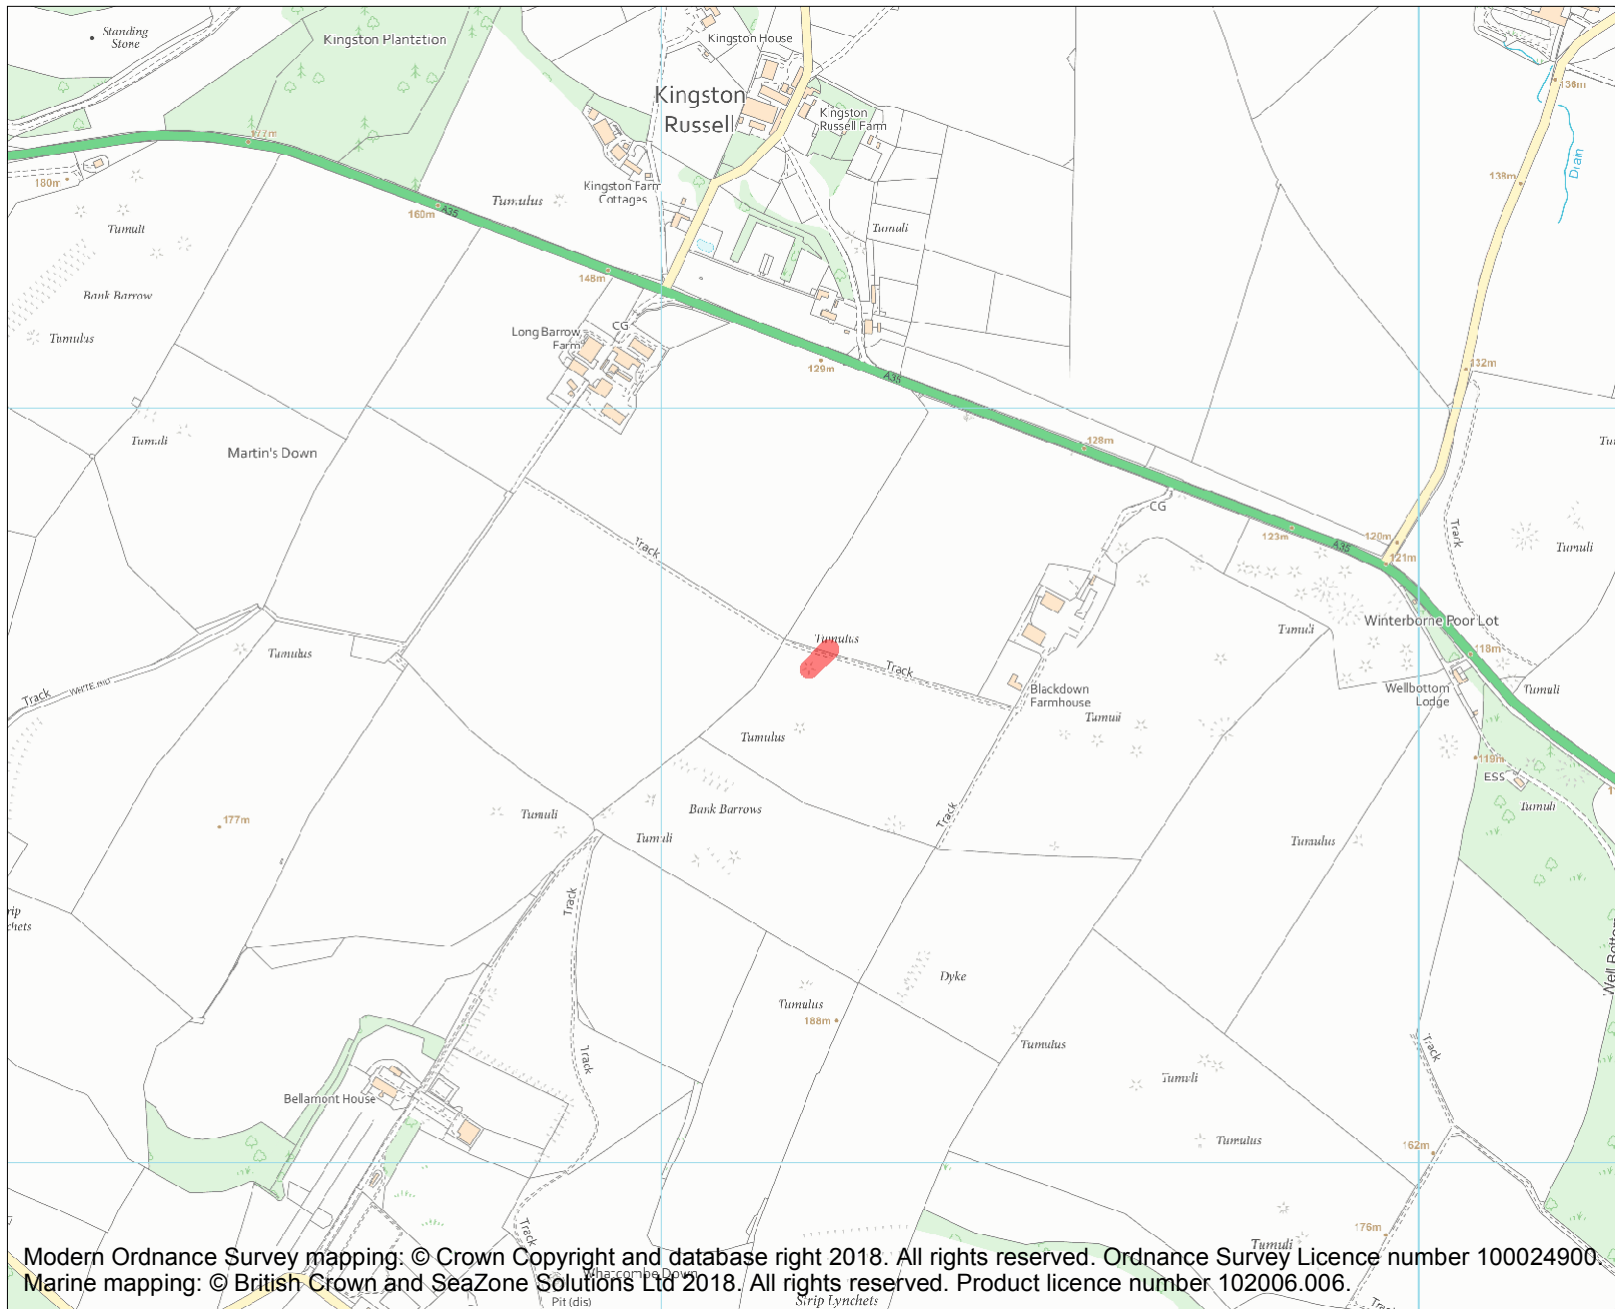 Standing
Stone
Kingston Plantation
Kingston House
Kingston
Russell
Kingston
Russell Farm
136m
Drain
177m
180m
Kingston Farm
Cottages
138m
Tumulus
160m
A35
Tumuli
Tumuli
148m
Bank Barrow
Tumulus
Long Barrow
Farm
CG
129m
A35
132m
Tumuli
Martin's Down
128m
CG
Track
123m
A35
120m
121m
Tumuli
Track
Tumuli
Winterborne Poor Lot
Tumulus
Tumulus
Track
118m
Track
White
Blackdown
Farmhouse
Tumuli
Wellbottom
Lodge
Tumuli
Tumulus
119m
ESS
Tumuli
177m
Tumuli
Bank Barrows
Tumuli
Track
Tumulus
Track
Dyke
Tumulus
188m
Tumulus
Track
Track
Tumuli
Bellamont House
Tumulus
162m
Track
176m
Tumuli
Modern Ordnance Survey mapping: © Crown Copyright and database right 2018. All rights reserved. Ordnance Survey Licence number 100024900.
Marine mapping: © British Crown and SeaZone Solutions Ltd 2018. All rights reserved. Product licence number 102006.006.
Whatcombe Down
Pit (dis)
Strip Lynchets